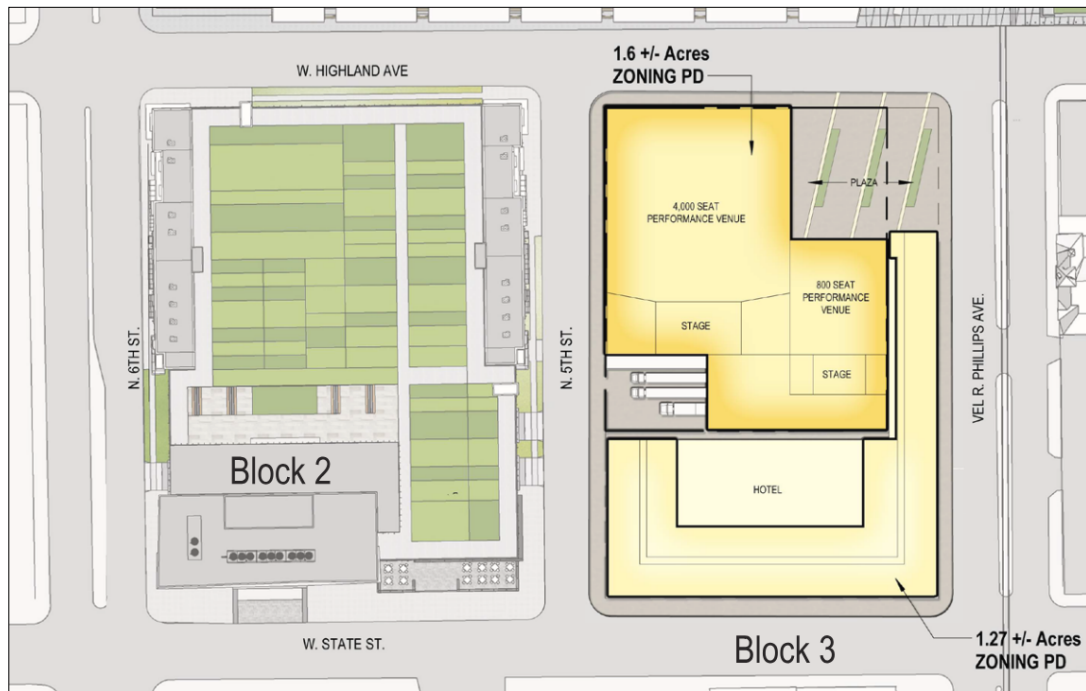 1.6 +/- Acres
ZONING PD
W. HIGHLAND AVE
PLAZA
4,000 SEAT
PERFORMANCE VENUE
800 SEAT
PERFORMANCE
VENUE
STAGE
STAGE
N. 6TH ST.
N. 5TH ST.
VEL R. PHILLIPS AVE.
Block 2
HOTEL
W. STATE ST.
Block 3
1.27 +/- Acres
ZONING PD